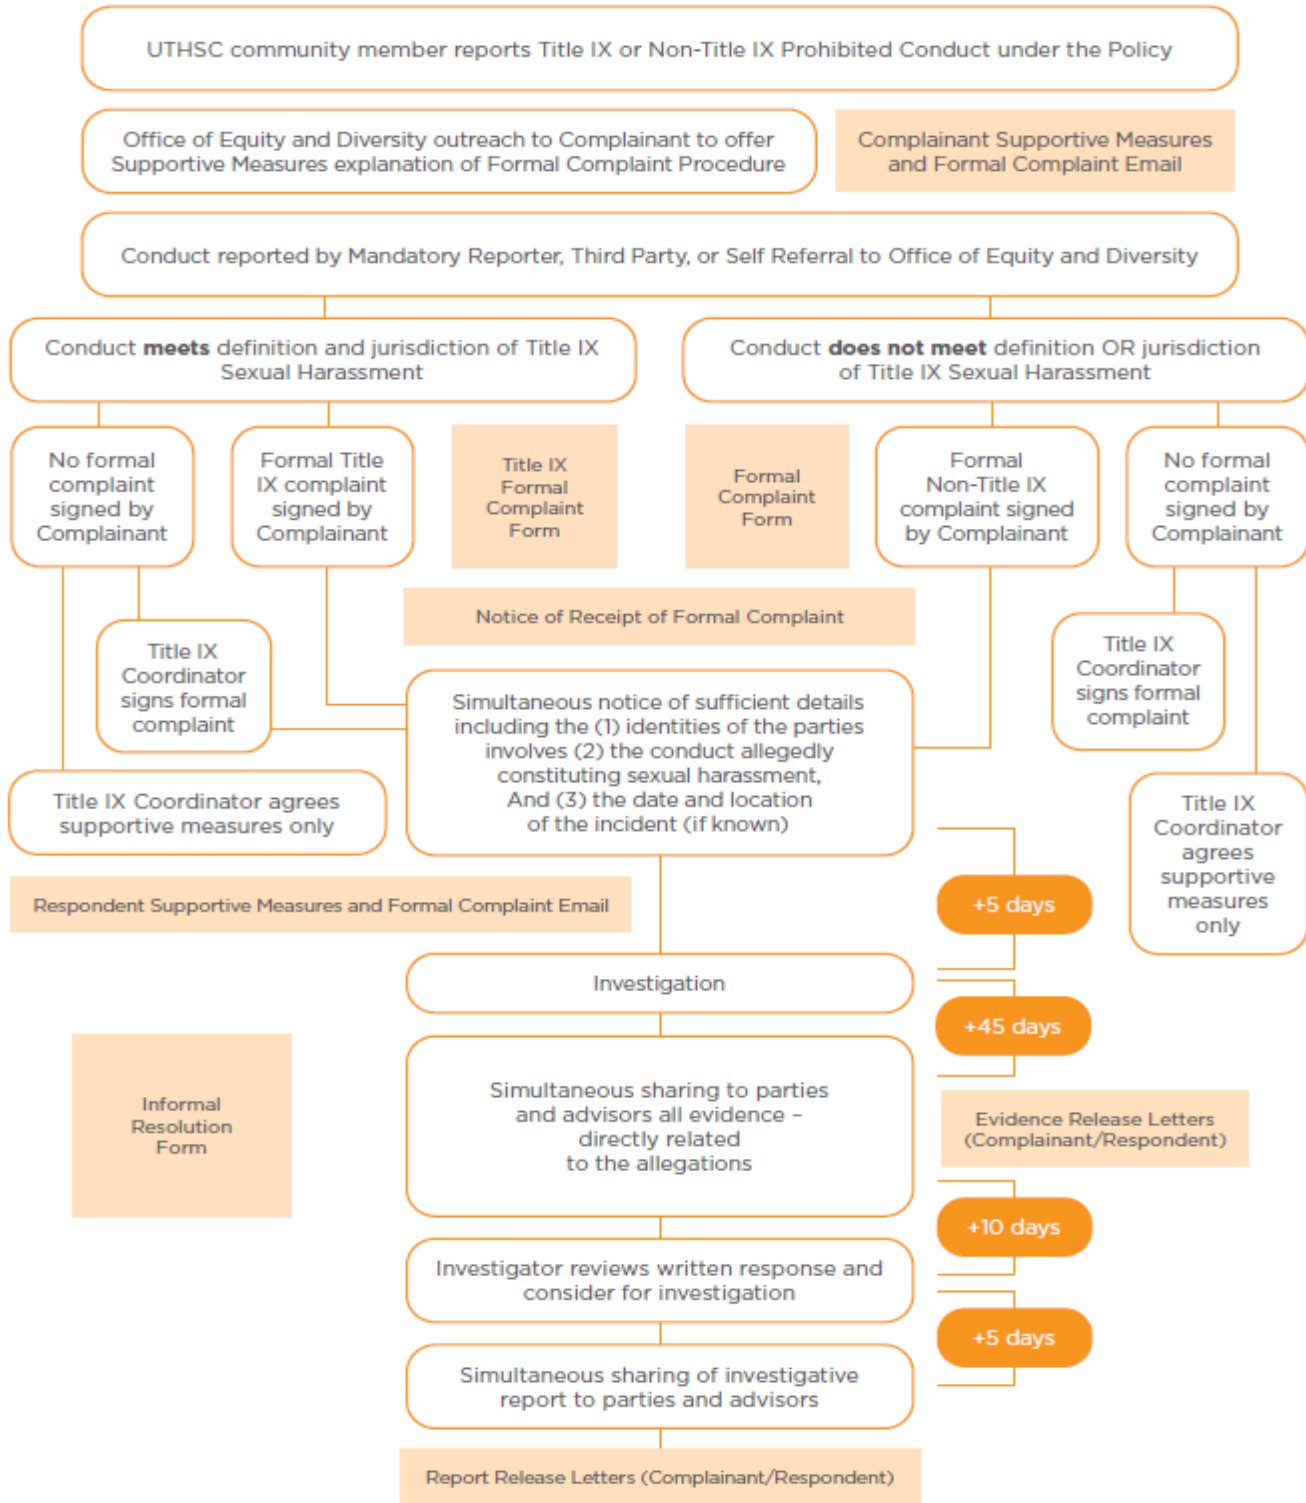 UTHSC community member reports Title IX or Non-Title IX Prohibited Conduct under the Policy
Office of Equity and Diversity outreach to Complainant to offer
Supportive Measures explanation of Formal Complaint Procedure
Complainant Supportive Measures
and Formal Complaint Email
Conduct reported by Mandatory Reporter, Third Party, or Self Referral to Office of Equity and Diversity
Conduct meets definition and jurisdiction of Title IX
Sexual Harassment
Conduct does not meet definition OR jurisdiction
of Title IX Sexual Harassment
No formal
complaint
signed by
Complainant
Formal Title
IX complaint
signed by
Complainant
Title IX
Formal
Complaint
Form
Formal
Complaint
Form
Formal
Non-Title IX
complaint signed
by Complainant
No formal
complaint
signed by
Complainant
Notice of Receipt of Formal Complaint
Title IX
Coordinator
signs formal
complaint
Simultaneous notice of sufficient details
including the (1) identities of the parties
involves (2) the conduct allegedly
constituting sexual harassment,
And (3) the date and location
of the incident (if known)
Title IX
Coordinator
signs formal
complaint
Title IX Coordinator agrees
supportive measures only
Title IX
Coordinator
agrees
supportive
measures
only
Respondent Supportive Measures and Formal Complaint Email
+5 days
Investigation
+45 days
Informal
Resolution
Form
Simultaneous sharing to parties
and advisors all evidence –
directly related
to the allegations
Evidence Release Letters
(Complainant/Respondent)
+10 days
Investigator reviews written response and
consider for investigation
+5 days
Simultaneous sharing of investigative
report to parties and advisors
Report Release Letters (Complainant/Respondent)